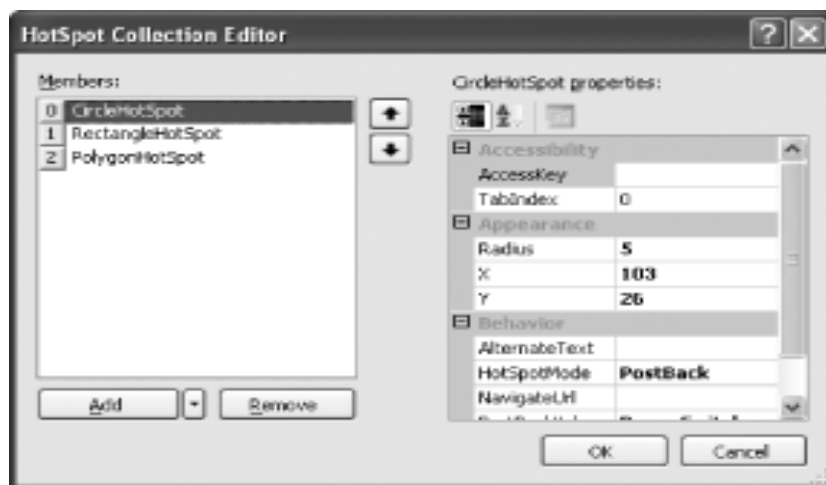 HotSpot Collection Editor
Members:
0 CircleHotSpot
1 RectangleHotSpot
2 PolygonHotSpot
Add
Remove
CircleHotSpot properties:
Accessibility
AccessKey
TabIndex 0
Appearance
Radius 5
X 103
Y 26
Behavior
AlternateText
HotSpotMode PostBack
NavigateUrl
OK
Cancel